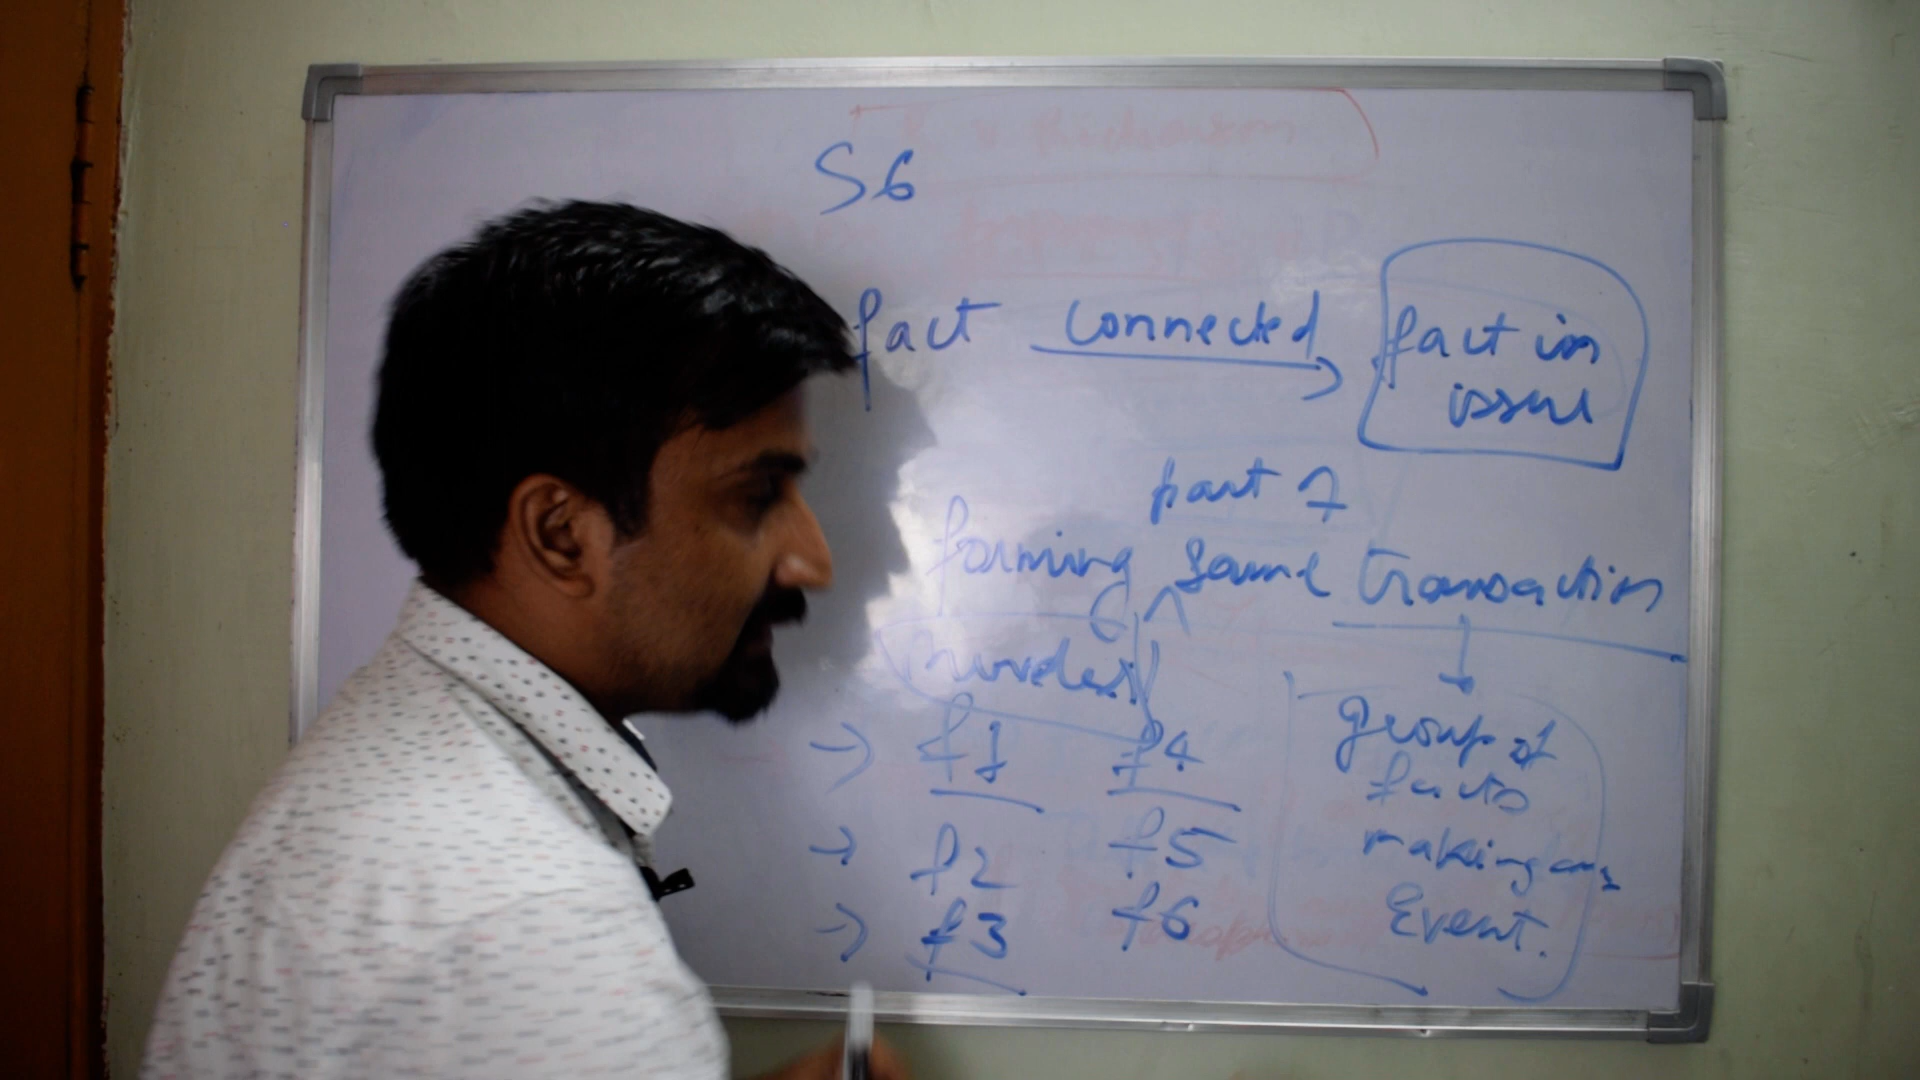 S6
fact connected fact in
issue
part of
forming same transaction
(murder)
→ f1 f4
→ f2 f5
→ f3 f6
group of
facts
making
Event.